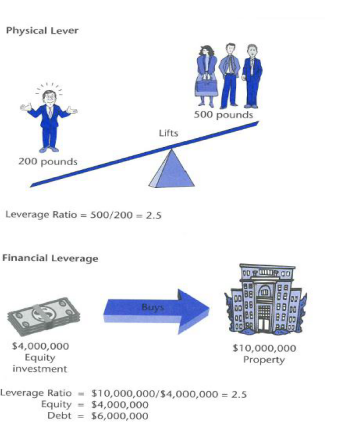 Physical Lever
500 pounds
Lifts
200 pounds
Leverage Ratio = 500/200 = 2.5
Financial Leverage
Buys
$4,000,000
Equity
investment
$10,000,000
Property
Leverage Ratio = $10,000,000/$4,000,000 = 2.5
Equity = $4,000,000
Debt = $6,000,000